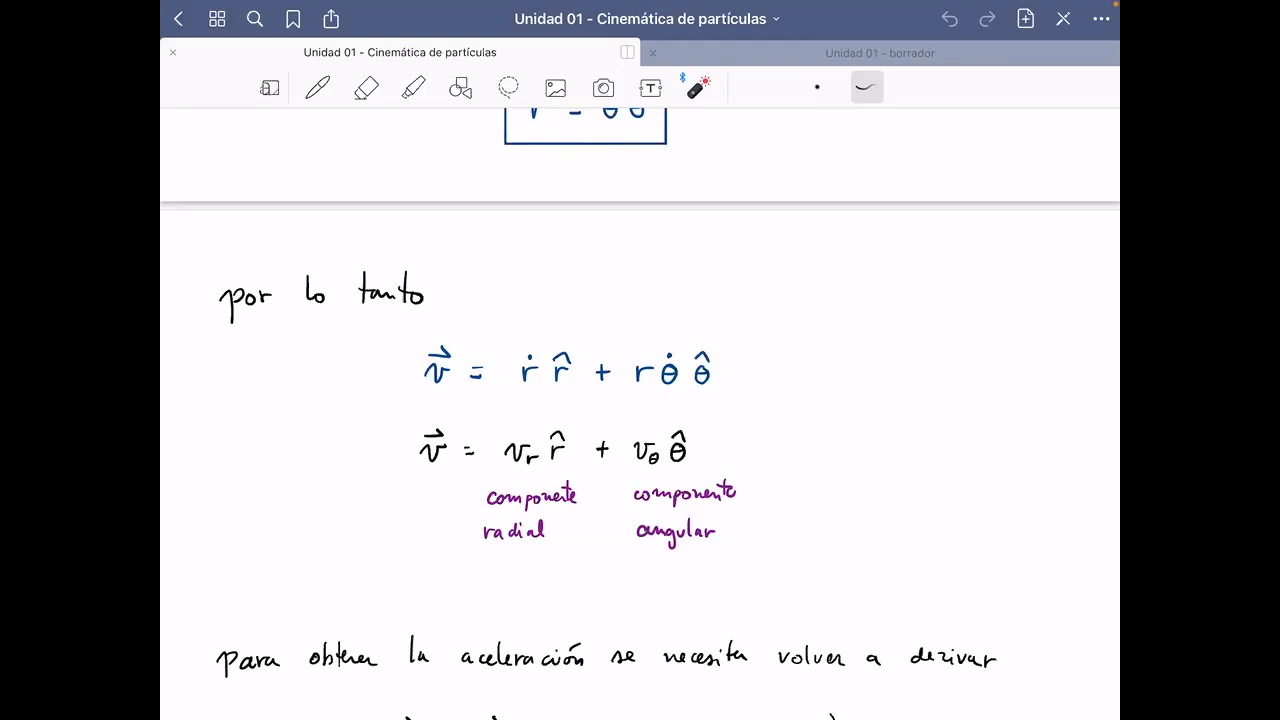 Unidad 01 - Cinemática de partículas
Unidad 01 - Cinemática de partículas
Unidad 01 - borrador
por lo tanto
v⃗ = ṙ r̂ + r θ̇ θ̂
v⃗ = vᵣ r̂ + v_θ θ̂
componente componente
radial angular
para obtener la aceleración se necesita volver a derivar